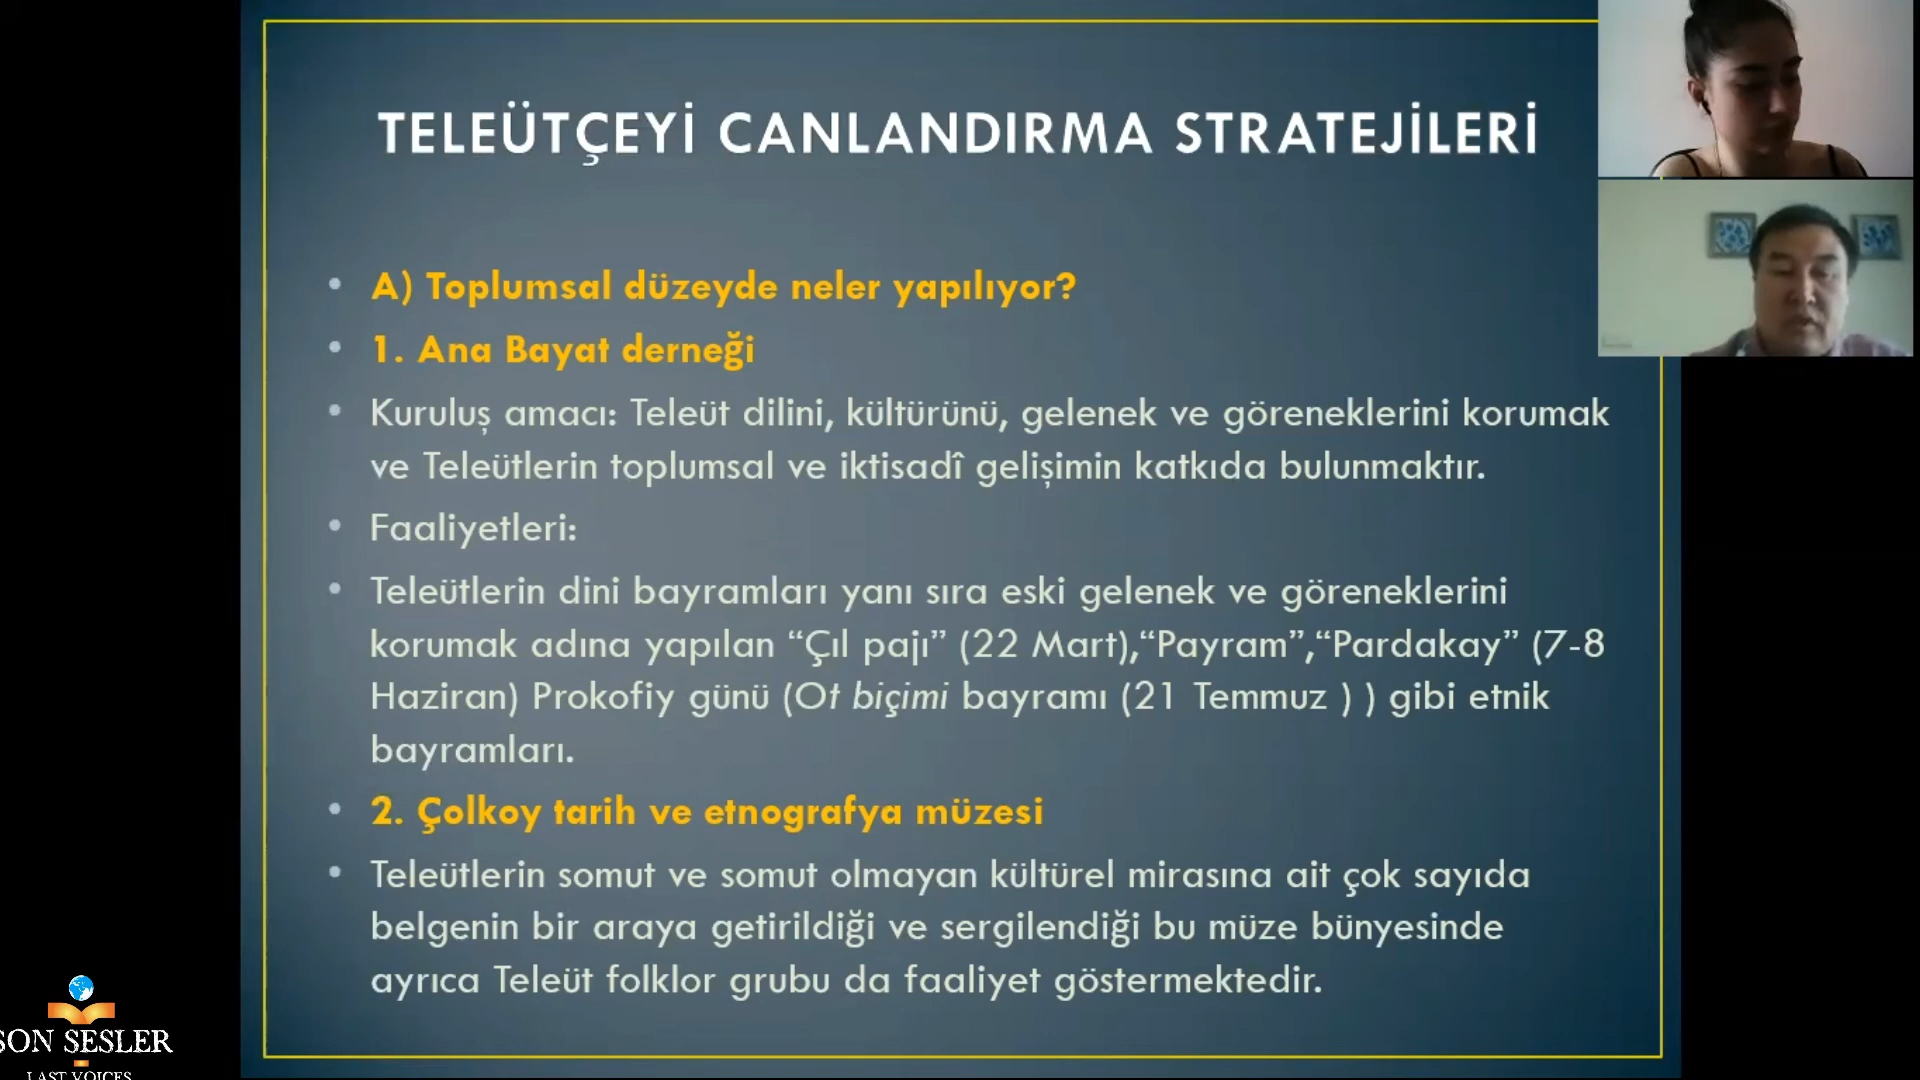 TELEÜTÇEYİ CANLANDIRMA STRATEJİLERİ
• A) Toplumsal düzeyde neler yapılıyor?
• 1. Ana Bayat derneği
• Kuruluş amacı: Teleüt dilini, kültürünü, gelenek ve göreneklerini korumak
ve Teleütlerin toplumsal ve iktisadî gelişimin katkıda bulunmaktır.
• Faaliyetleri:
• Teleütlerin dini bayramları yanı sıra eski gelenek ve göreneklerini
korumak adına yapılan “Çıl pajı” (22 Mart),“Payram”,“Pardakay” (7-8
Haziran) Prokofiy günü (Ot biçimi bayramı (21 Temmuz ) ) gibi etnik
bayramları.
• 2. Çolkoy tarih ve etnografya müzesi
• Teleütlerin somut ve somut olmayan kültürel mirasına ait çok sayıda
belgenin bir araya getirildiği ve sergilendiği bu müze bünyesinde
ayrıca Teleüt folklor grubu da faaliyet göstermektedir.
SON SESLER
LAST VOICES